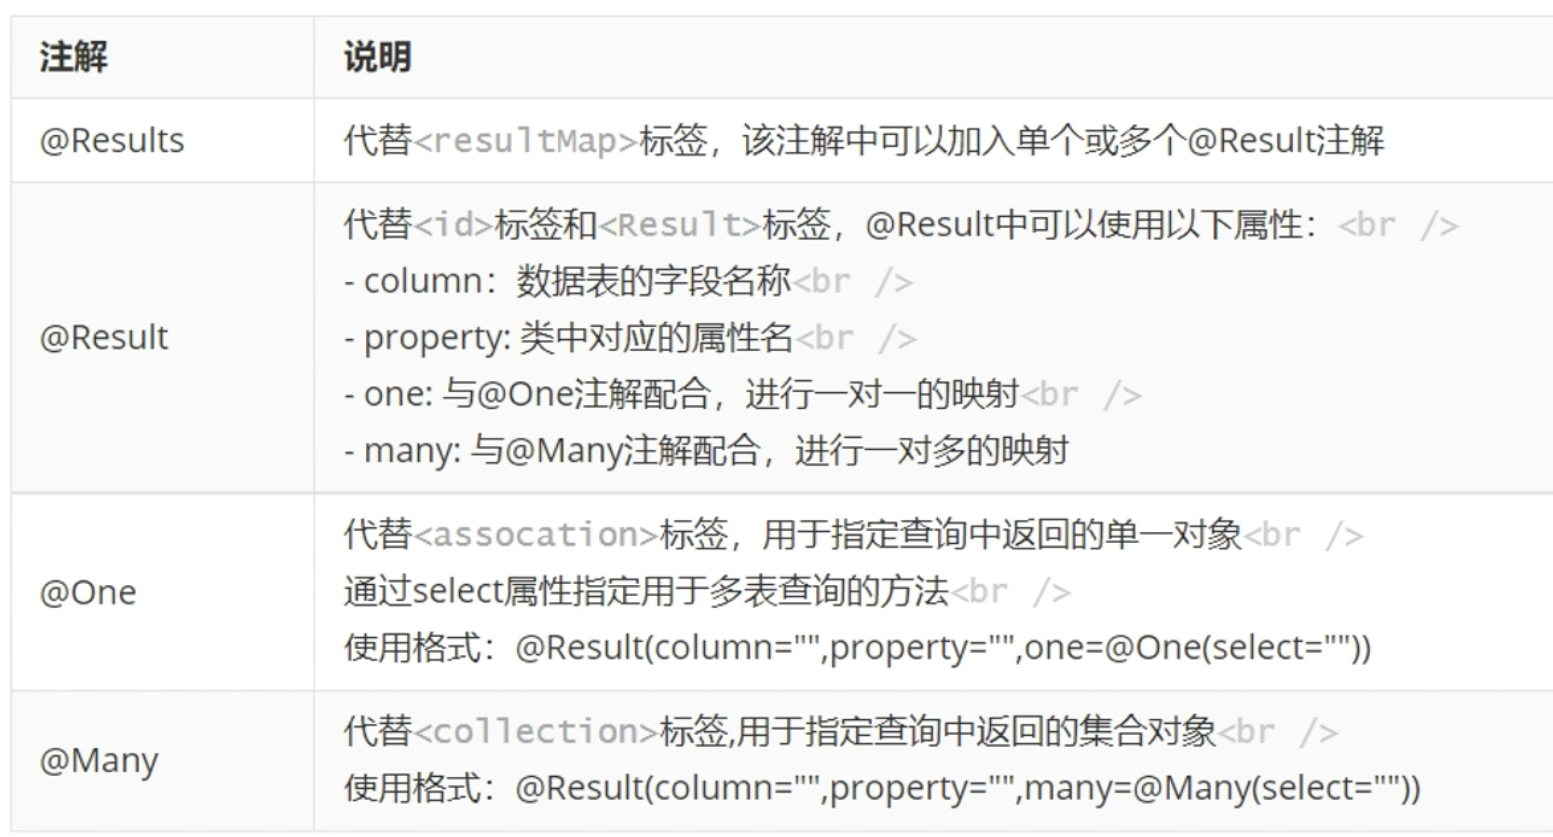 注解 说明
@Results 代替<resultMap>标签，该注解中可以加入单个或多个@Result注解
代替<id>标签和<Result>标签，@Result中可以使用以下属性：<br />
- column：数据表的字段名称<br />
@Result - property: 类中对应的属性名<br />
- one: 与@One注解配合，进行一对一的映射<br />
- many: 与@Many注解配合，进行一对多的映射
代替<assocation>标签，用于指定查询中返回的单一对象<br />
@One 通过select属性指定用于多表查询的方法<br />
使用格式：@Result(column="",property="",one=@One(select=""))
@Many 代替<collection>标签,用于指定查询中返回的集合对象<br />
使用格式：@Result(column="",property="",many=@Many(select=""))